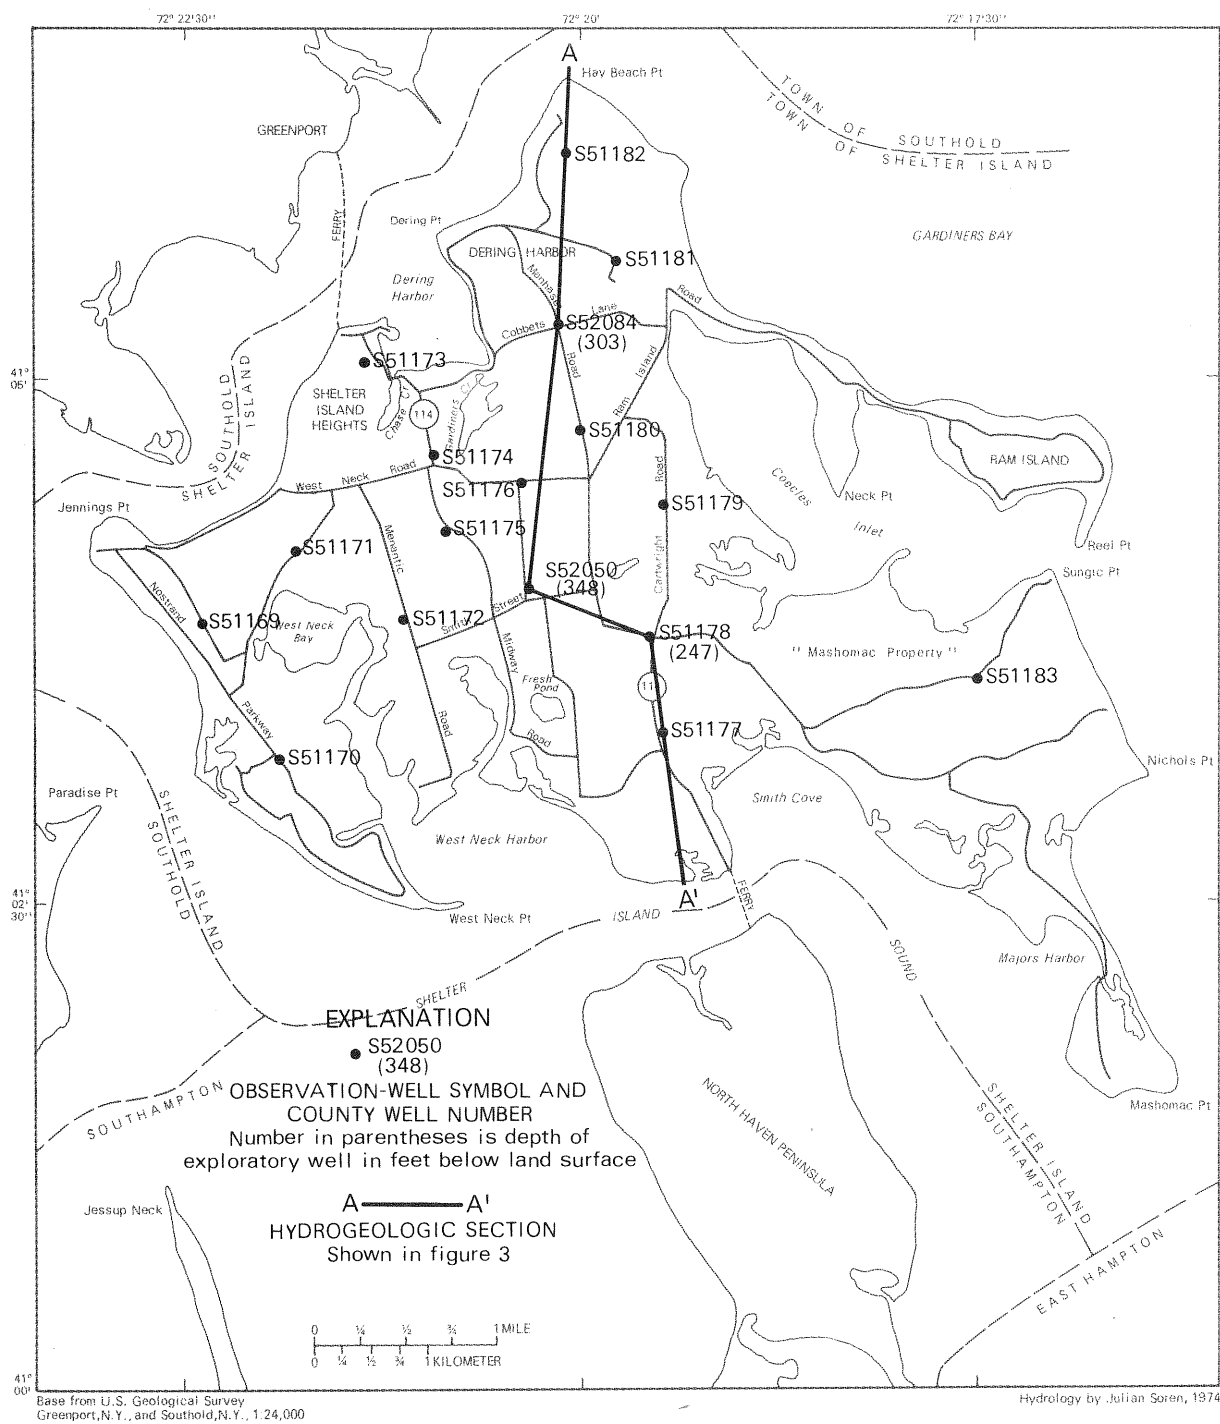 72° 22'30"
72° 20'
72° 17'30"
A
Hay Beach Pt
TOWN OF SOUTHOLD
TOWN OF SHELTER ISLAND
GREENPORT
S51182
FERRY
Dering Pt
GARDINERS BAY
DERING HARBOR
S51181
Dering
Harbor
Manhasset
Road
Cobbets Lane
Road
S52084
(303)
S51173
41°
05'
SHELTER
ISLAND
HEIGHTS
Chase Cr
114
Gardiners Cr
Ram Island
S51180
SOUTHOLD
SHELTER ISLAND
S51174
RAM ISLAND
West Neck Road
S51176
Coecles
Inlet
Neck Pt
Jennings Pt
S51179
S51175
Menantic
S51171
Reel Pt
Road
Cartwright
S52050
(348)
Sungic Pt
Nostrand
S51169
West Neck
Bay
S51172
Smith Street
S51178
(247)
"Mashomac Property"
Midway
Fresh
Pond
11
S51183
Parkway
Road
Road
S51177
S51170
Nichols Pt
Paradise Pt
Smith Cove
SHELTER ISLAND
SOUTHOLD
West Neck Harbor
41°
02'
30"
A'
FERRY
West Neck Pt
SHELTER
ISLAND
SOUND
Majors Harbor
EXPLANATION
S52050
(348)
OBSERVATION-WELL SYMBOL AND
COUNTY WELL NUMBER
Number in parentheses is depth of
exploratory well in feet below land surface
SOUTHAMPTON
NORTH HAVEN PENINSULA
SHELTER ISLAND
SOUTHAMPTON
Mashomac Pt
Jessup Neck
A A'
HYDROGEOLOGIC SECTION
Shown in figure 3
EAST HAMPTON
0 ¼ ½ ¾ 1 MILE
0 ¼ ½ ¾ 1 KILOMETER
41°
00'
Base from U.S. Geological Survey
Greenport, N.Y., and Southold, N.Y., 1:24,000
Hydrology by Julian Soren, 1974